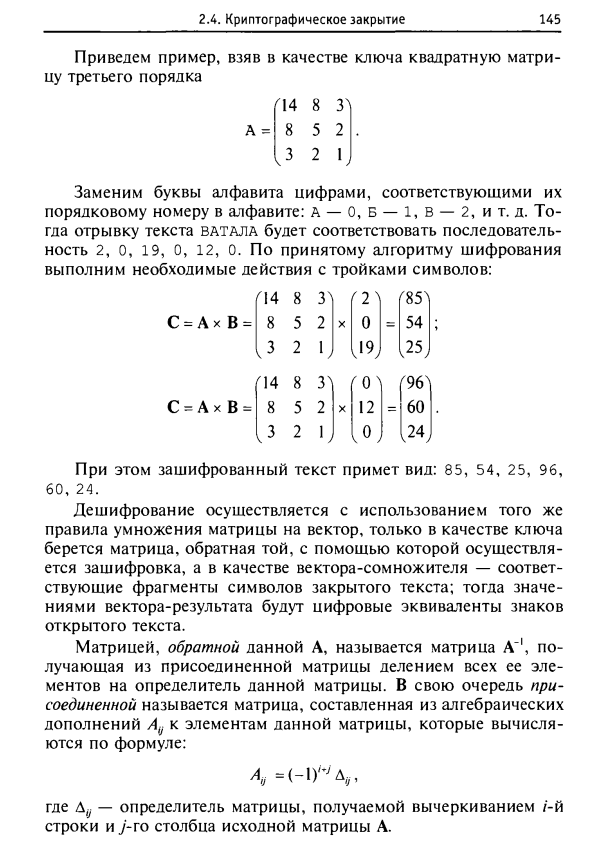 2.4. Криптографическое закрытие 145
Приведем пример, взяв в качестве ключа квадратную матри-
цу третьего порядка
A = (14 8 3
8 5 2
3 2 1) .
Заменим буквы алфавита цифрами, соответствующими их
порядковому номеру в алфавите: А — 0, Б — 1, В — 2, и т. д. То-
гда отрывку текста ВАТАЛА будет соответствовать последователь-
ность 2, 0, 19, 0, 12, 0. По принятому алгоритму шифрования
выполним необходимые действия с тройками символов:
C = A × B = (14 8 3) × (2) = (85)
8 5 2 0 54 ;
3 2 1 19 25
C = A × B = (14 8 3) × (0) = (96)
8 5 2 12 60 .
3 2 1 0 24
При этом зашифрованный текст примет вид: 85, 54, 25, 96,
60, 24.
Дешифрование осуществляется с использованием того же
правила умножения матрицы на вектор, только в качестве ключа
берется матрица, обратная той, с помощью которой осуществля-
ется зашифровка, а в качестве вектора-сомножителя — соответ-
ствующие фрагменты символов закрытого текста; тогда значе-
ниями вектора-результата будут цифровые эквиваленты знаков
открытого текста.
Матрицей, обратной данной A, называется матрица A⁻¹, по-
лучающая из присоединенной матрицы делением всех ее эле-
ментов на определитель данной матрицы. В свою очередь при-
соединенной называется матрица, составленная из алгебраических
дополнений Aᵢⱼ к элементам данной матрицы, которые вычисля-
ются по формуле:
Aᵢⱼ = (−1)ⁱ⁺ʲ Δᵢⱼ,
где Δᵢⱼ — определитель матрицы, получаемой вычеркиванием i-й
строки и j-го столбца исходной матрицы A.